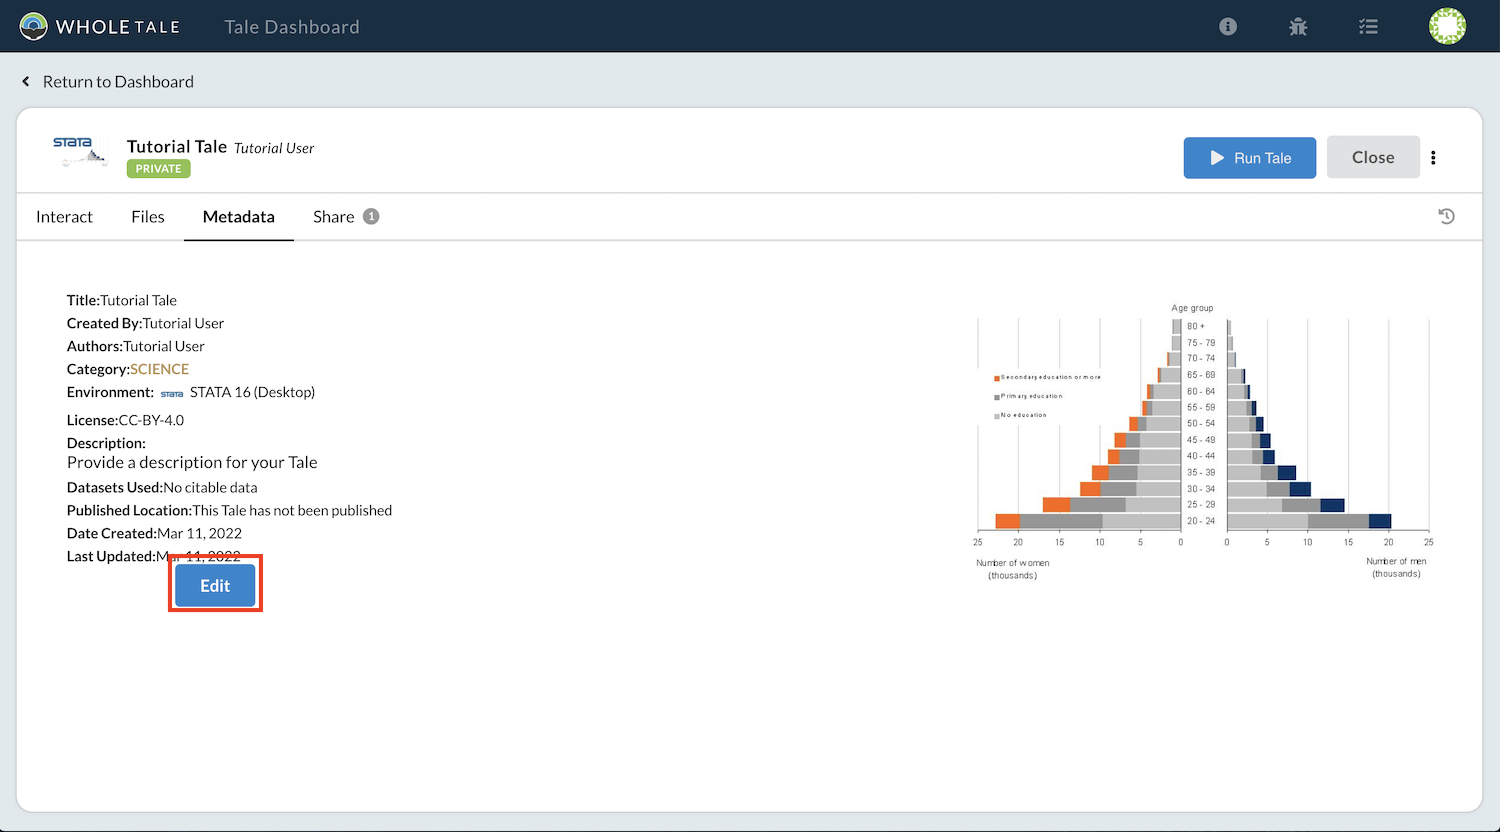 WHOLE TALE Tale Dashboard
Return to Dashboard
STATA
Tutorial Tale Tutorial User
PRIVATE
Run Tale
Close
Interact Files Metadata Share 1
Title:Tutorial Tale
Created By:Tutorial User
Authors:Tutorial User
Category:SCIENCE
Environment: STATA STATA 16 (Desktop)
License:CC-BY-4.0
Description:
Provide a description for your Tale
Datasets Used:No citable data
Published Location:This Tale has not been published
Date Created:Mar 11, 2022
Last Updated:Mar 11, 2022
Edit
Age group
80 +
75 - 79
70 - 74
65 - 69
60 - 64
55 - 59
50 - 54
45 - 49
40 - 44
35 - 39
30 - 34
25 - 29
20 - 24
Secondary education or more
Primary education
No education
25 20 15 10 5 0 0 5 10 15 20 25
Number of women
(thousands)
Number of men
(thousands)